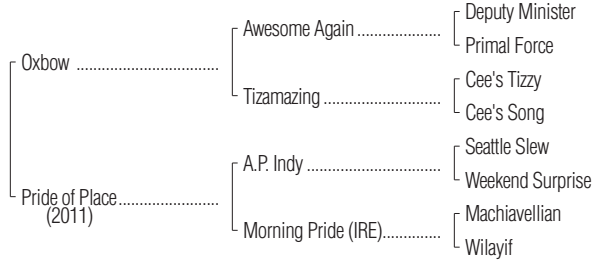 Oxbow ..................................
Pride of Place........................
(2011)
Awesome Again ....................
Tizamazing ............................
A.P. Indy ................................
Morning Pride (IRE)..............
Deputy Minister
Primal Force
Cee's Tizzy
Cee's Song
Seattle Slew
Weekend Surprise
Machiavellian
Wilayif